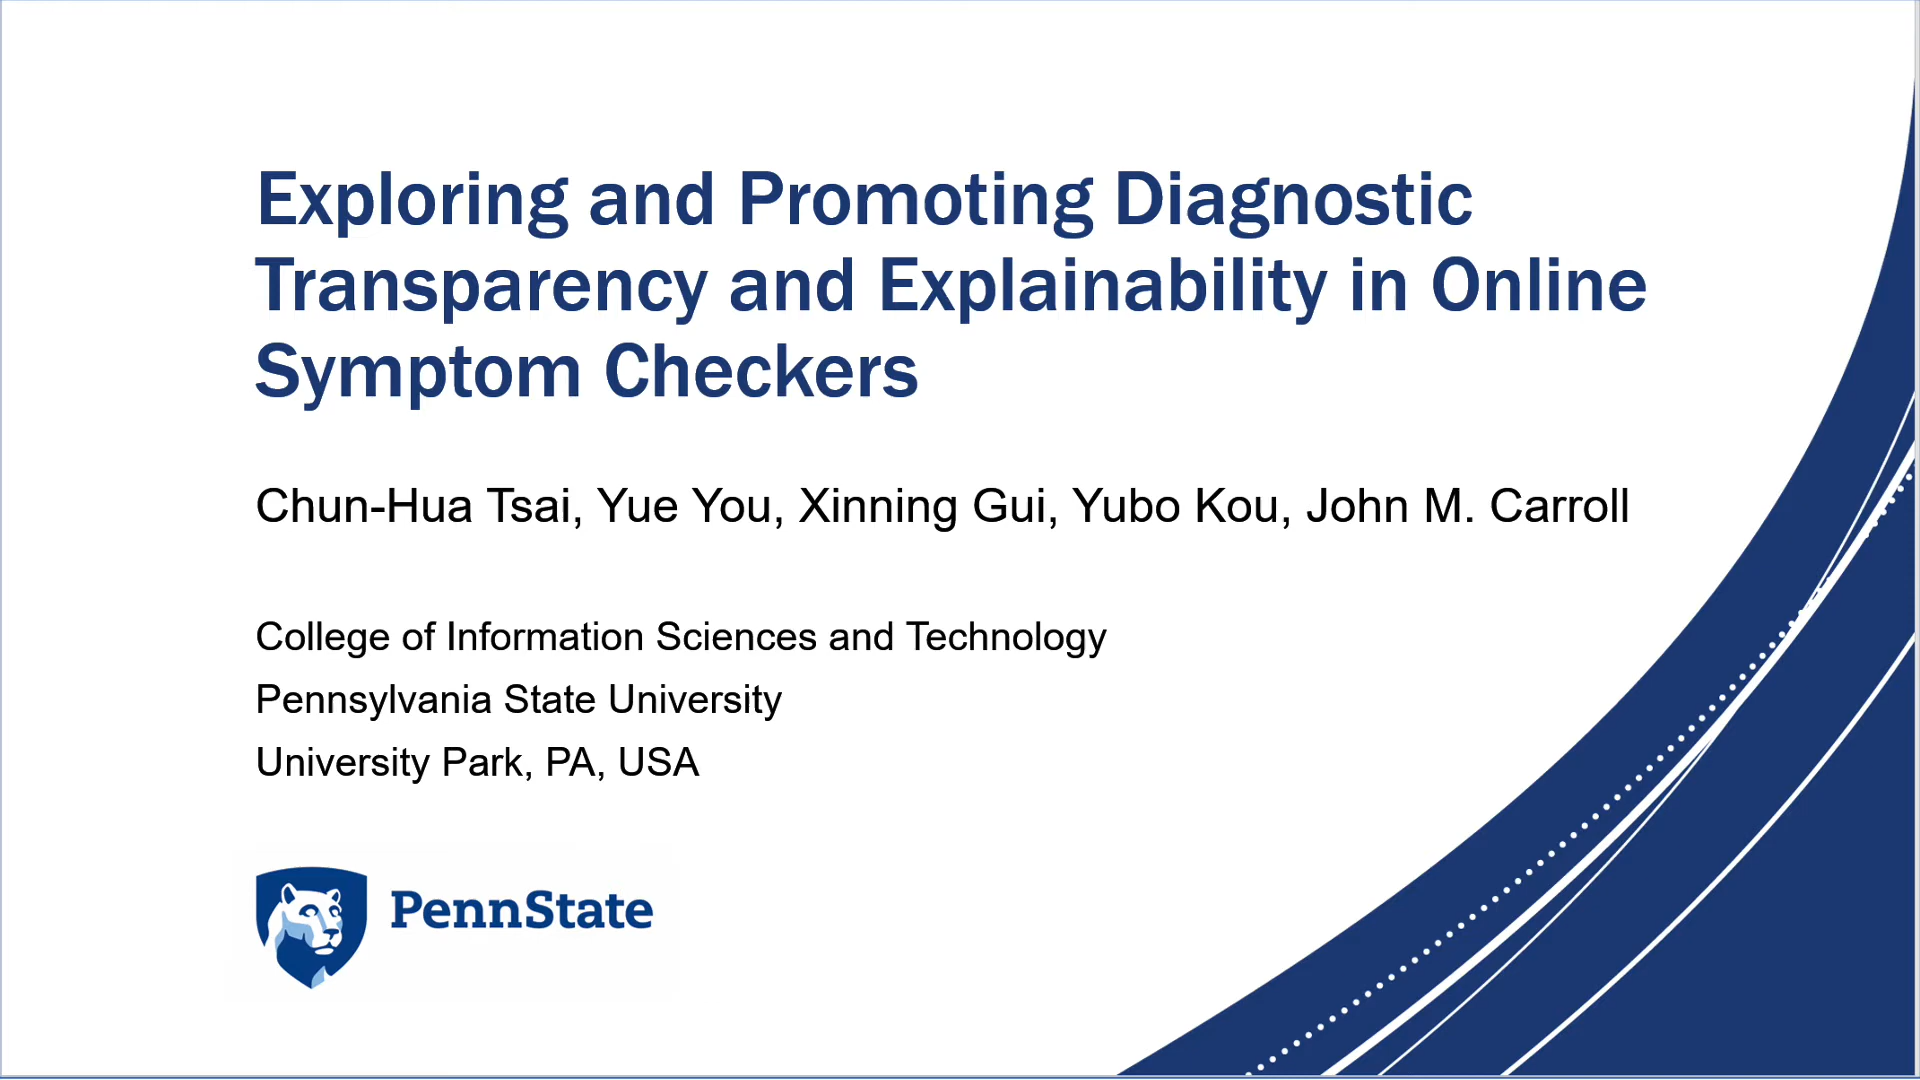 Exploring and Promoting Diagnostic
Transparency and Explainability in Online
Symptom Checkers
Chun-Hua Tsai, Yue You, Xinning Gui, Yubo Kou, John M. Carroll
College of Information Sciences and Technology
Pennsylvania State University
University Park, PA, USA
PennState